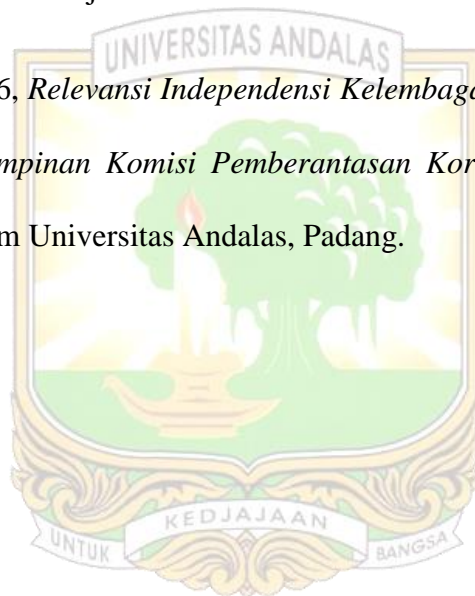 UNIVERSITAS ANDALAS
6, Relevansi Independensi Kelembaga
mpinan Komisi Pemberantasan Kor
m Universitas Andalas, Padang.
UNTUK KEDJAJAAN BANGSA